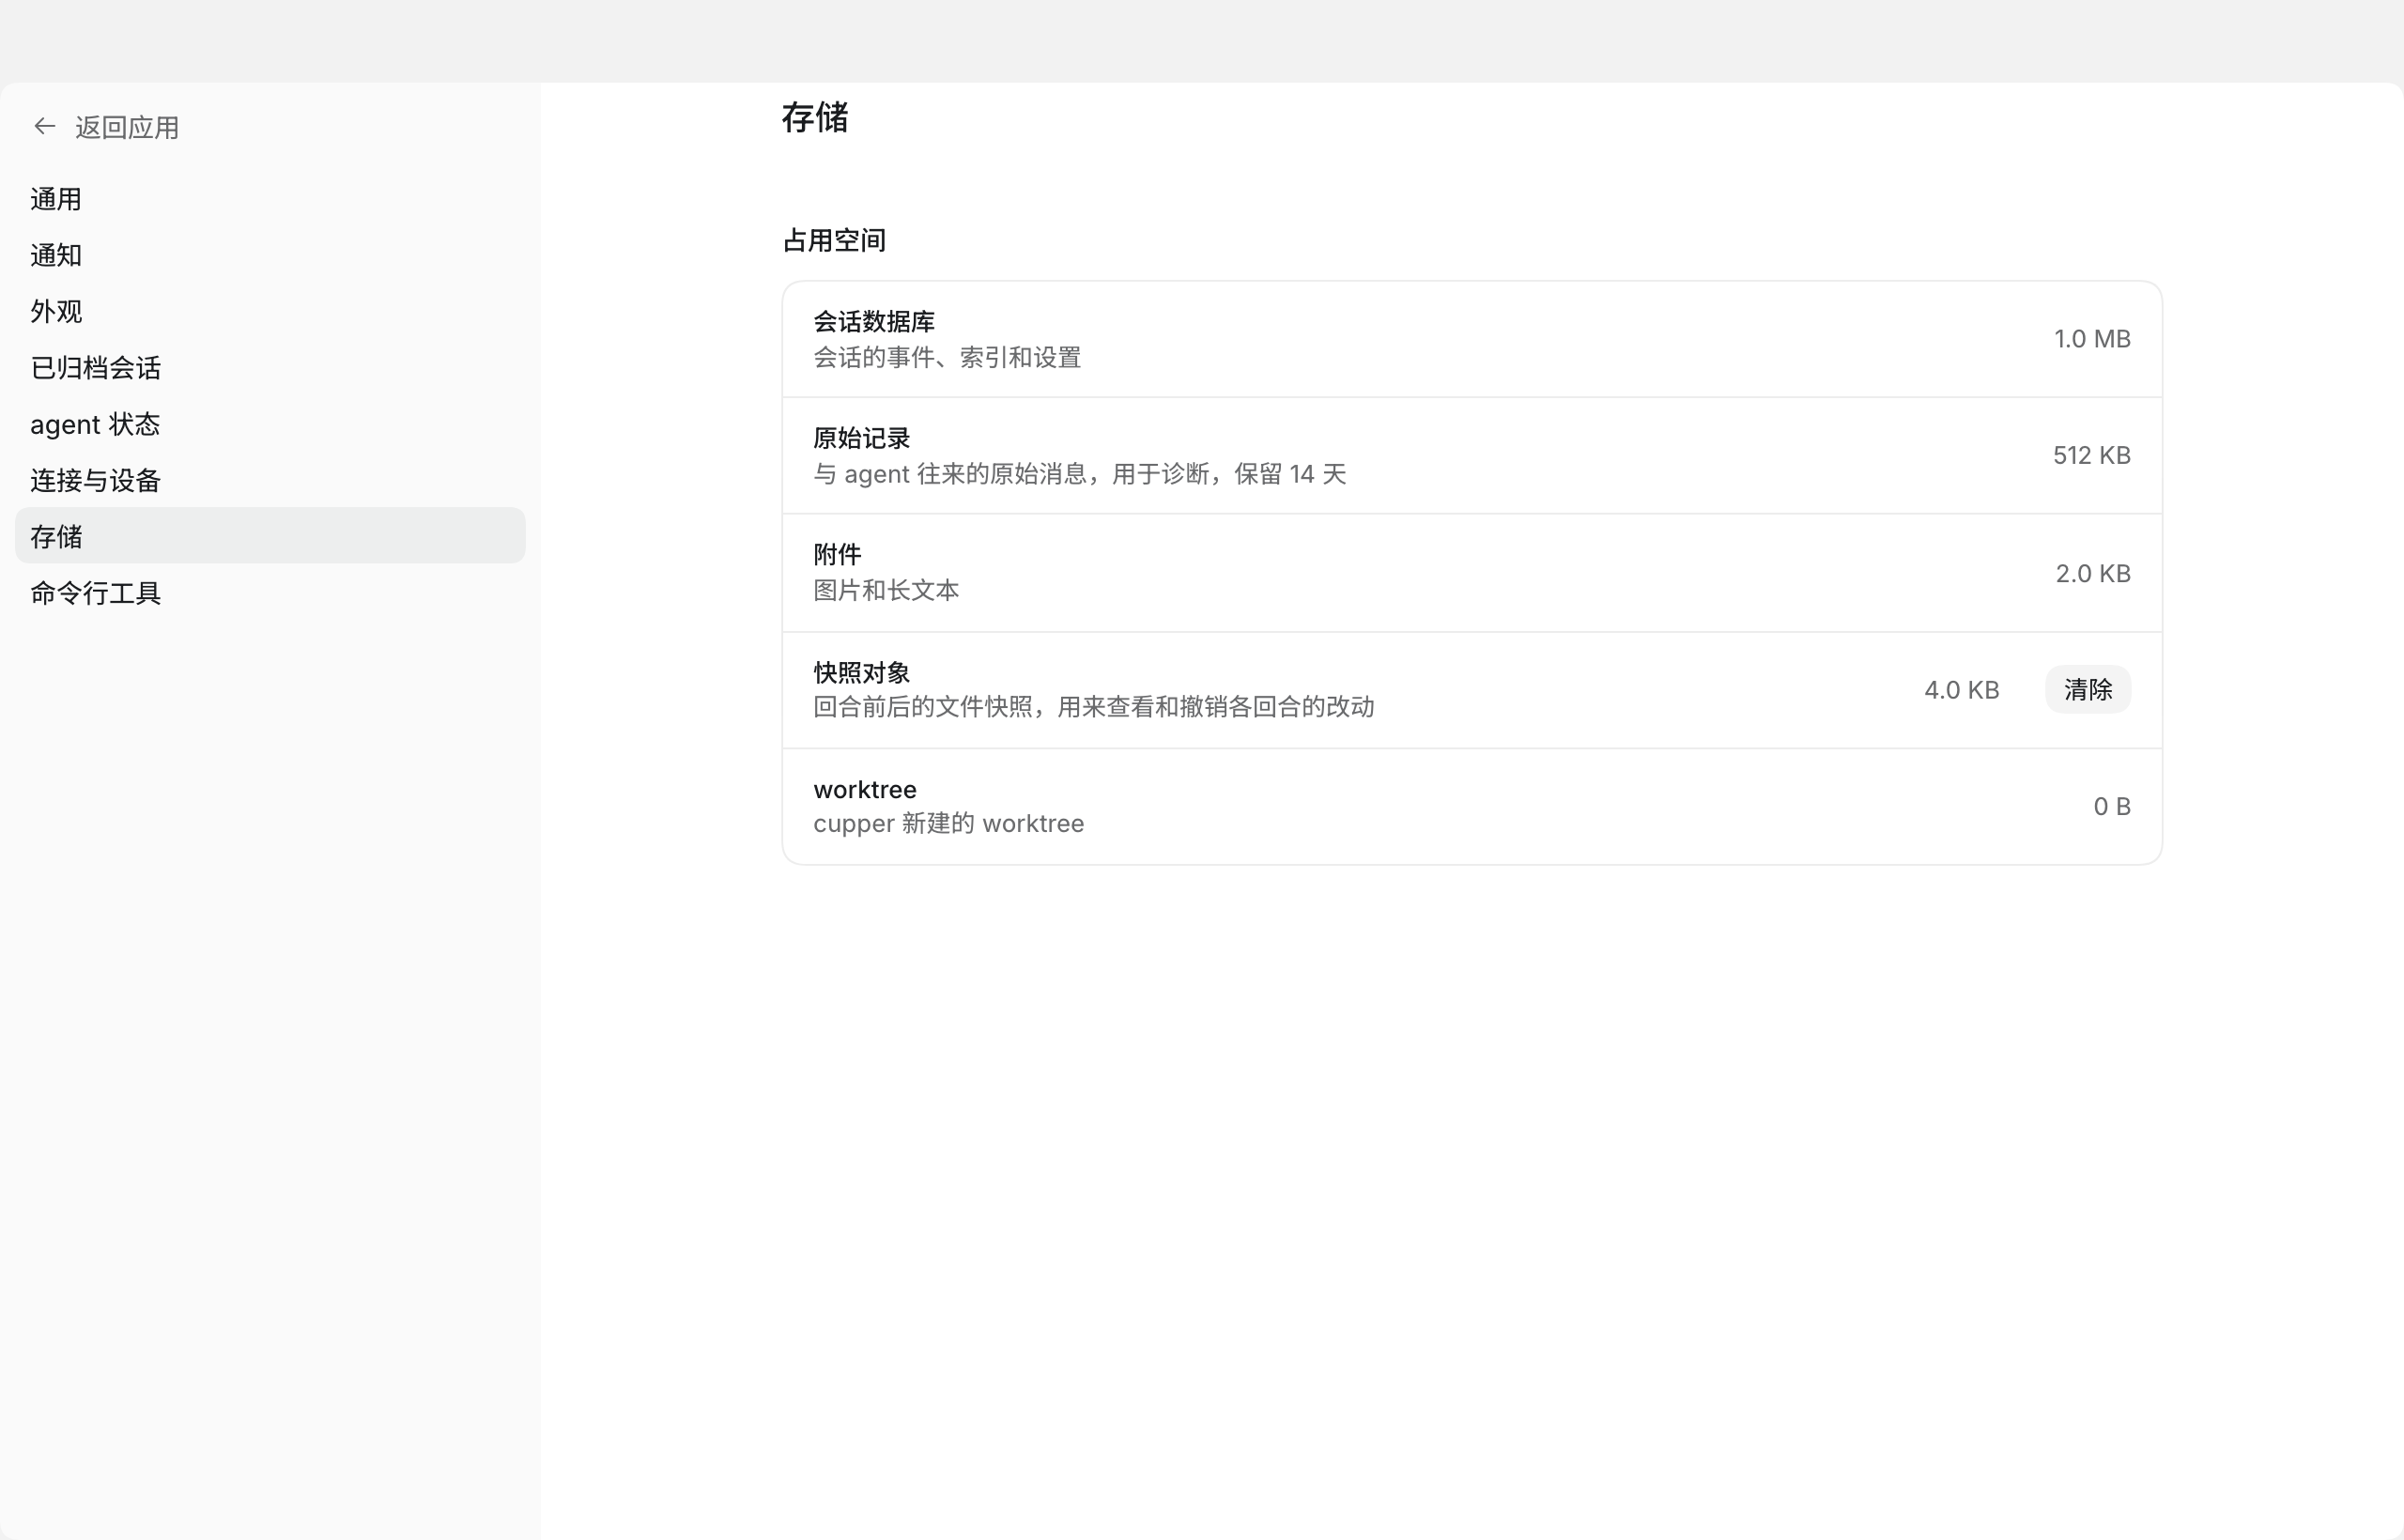 返回应用
通用
通知
外观
已归档会话
agent 状态
连接与设备
存储
命令行工具
存储
占用空间
会话数据库
会话的事件、索引和设置
1.0 MB
原始记录
与 agent 往来的原始消息，用于诊断，保留 14 天
512 KB
附件
图片和长文本
2.0 KB
快照对象
回合前后的文件快照，用来查看和撤销各回合的改动
4.0 KB
清除
worktree
cupper 新建的 worktree
0 B